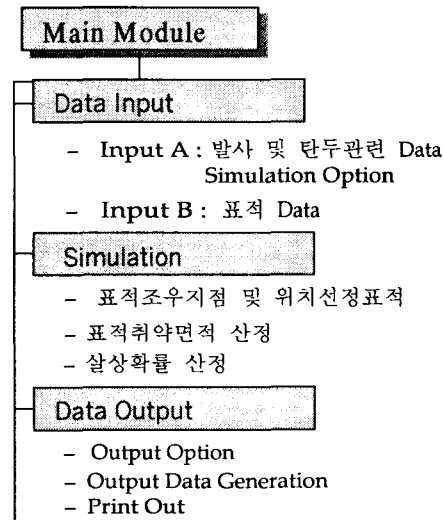 Main Module
Data Input
– Input A : 발사 및 탄두관련 Data
Simulation Option
– Input B : 표적 Data
Simulation
– 표적조우지점 및 위치선정표적
– 표적취약면적 산정
– 살상확률 산정
Data Output
– Output Option
– Output Data Generation
– Print Out